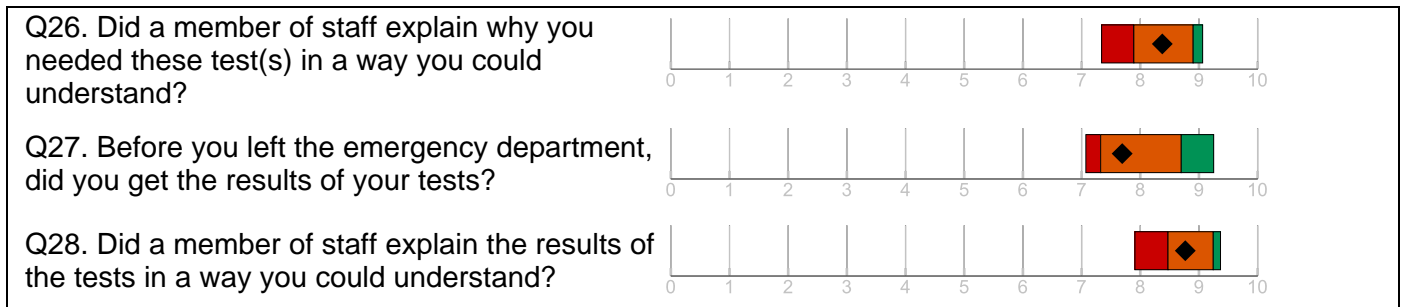 Q26. Did a member of staff explain why you
needed these test(s) in a way you could
understand?
0 1 2 3 4 5 6 7 8 9 10
Q27. Before you left the emergency department,
did you get the results of your tests?
0 1 2 3 4 5 6 7 8 9 10
Q28. Did a member of staff explain the results of
the tests in a way you could understand?
0 1 2 3 4 5 6 7 8 9 10